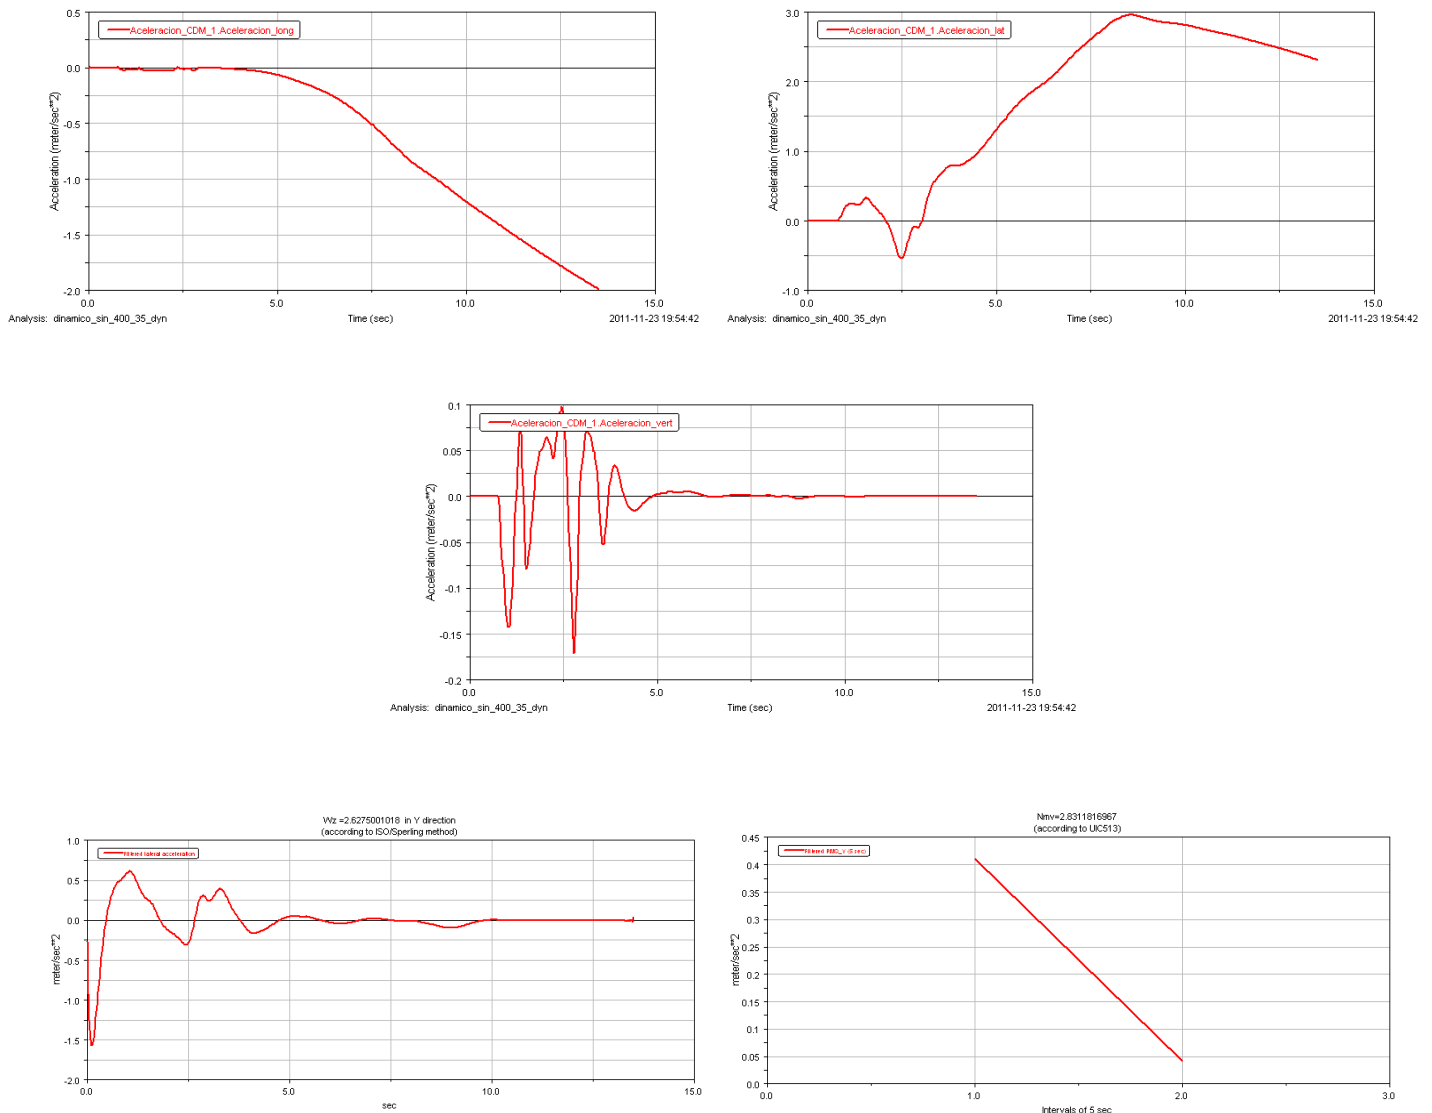 0.5
Aceleracion_CDM_1.Aceleracion_long
0.0
-0.5
-1.0
-1.5
-2.0
Acceleration (meter/sec**2)
0.0 5.0 10.0 15.0
Analysis: dinamico_sin_400_35_dyn Time (sec) 2011-11-23 19:54:42
3.0
Aceleracion_CDM_1.Aceleracion_lat
2.0
1.0
0.0
-1.0
Acceleration (meter/sec**2)
0.0 5.0 10.0 15.0
Analysis: dinamico_sin_400_35_dyn Time (sec) 2011-11-23 19:54:42
0.1
Aceleracion_CDM_1.Aceleracion_vert
0.05
0.0
-0.05
-0.1
-0.15
-0.2
Acceleration (meter/sec**2)
0.0 5.0 10.0 15.0
Analysis: dinamico_sin_400_35_dyn Time (sec) 2011-11-23 19:54:42
Wz =2.6275001018 in Y direction
(according to ISO/Sperling method)
1.0
Filtered lateral acceleration
0.5
0.0
-0.5
-1.0
-1.5
-2.0
meter/sec**2
0.0 5.0 10.0 15.0
sec
Nmv=2.8311816967
(according to UIC513)
0.45
0.4
0.35
0.3
0.25
0.2
0.15
0.1
0.05
0.0
meter/sec**2
0.0 1.0 2.0 3.0
Intervals of 5 sec